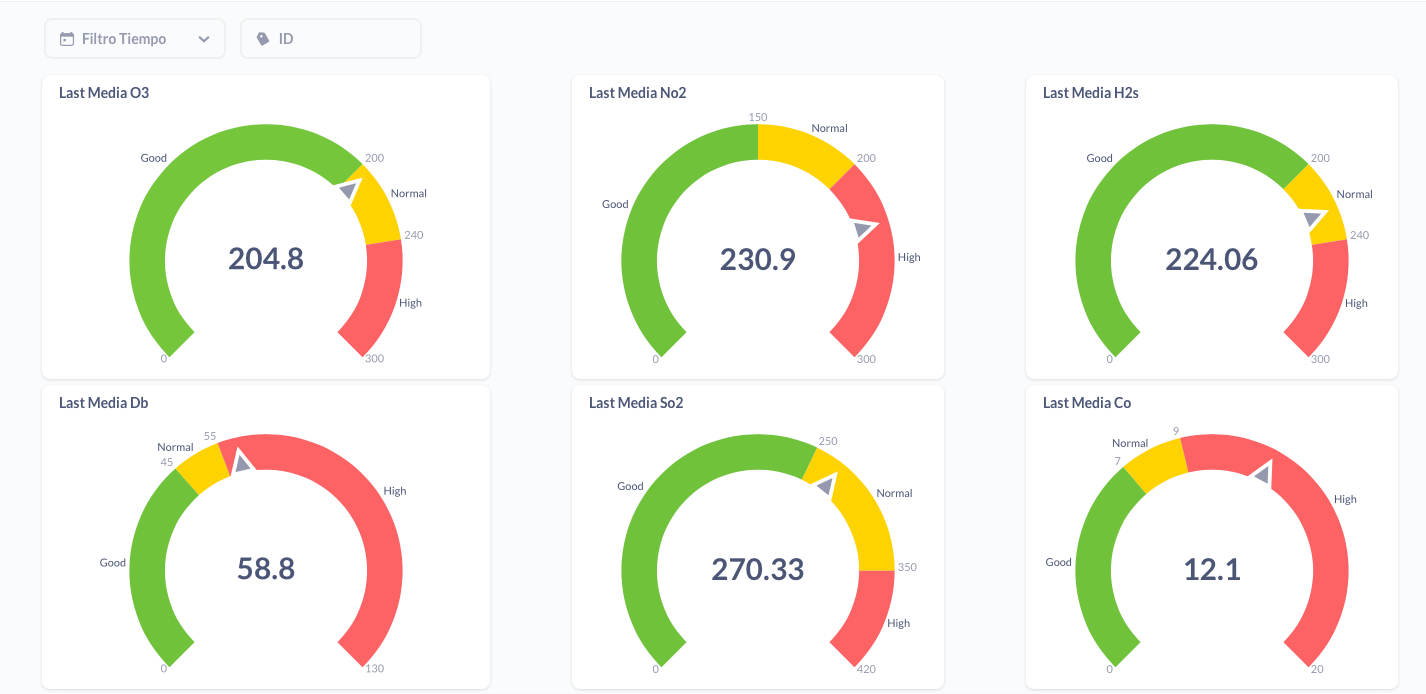 Filtro Tiempo
ID
Last Media O3
Good
200
Normal
240
204.8
High
0
300
Last Media No2
150
Normal
200
Good
230.9
High
0
300
Last Media H2s
Good
200
Normal
240
224.06
High
0
300
Last Media Db
55
Normal
45
High
Good
58.8
0
130
Last Media So2
250
Good
Normal
350
270.33
High
0
420
Last Media Co
9
Normal
7
High
Good
12.1
0
20